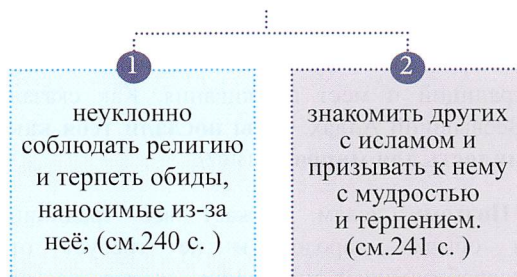 1
неуклонно
соблюдать религию
и терпеть обиды,
наносимые из-за
неё; (см.240 с. )
2
знакомить других
с исламом и
призывать к нему
с мудростью
и терпением.
(см.241 с. )